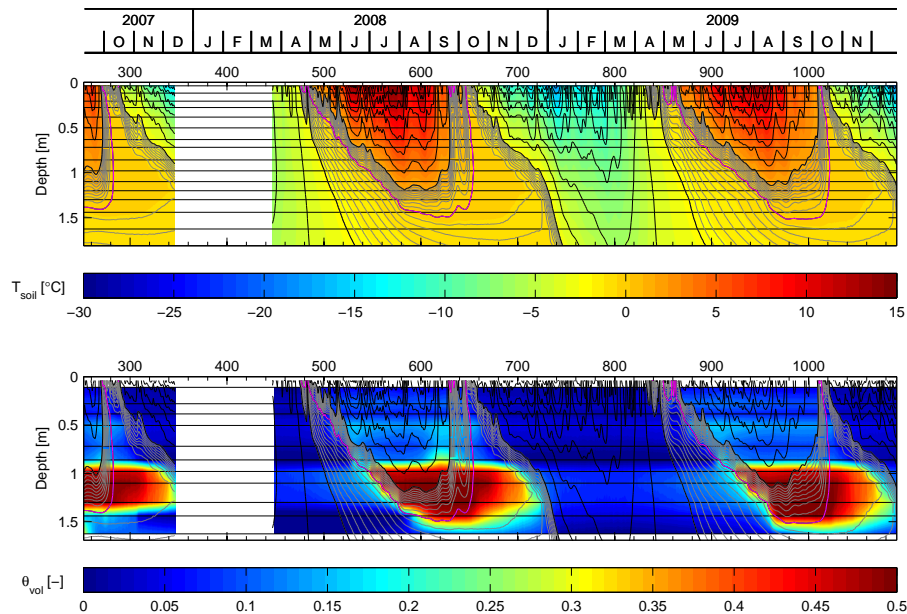 2007 2008 2009
O N D J F M A M J J A S O N D J F M A M J J A S O N
300 400 500 600 700 800 900 1000
0
0.5
1
1.5
Depth [m]
T_soil [°C]
−30 −25 −20 −15 −10 −5 0 5 10 15
300 400 500 600 700 800 900 1000
0
0.5
1
1.5
Depth [m]
θ_vol [−]
0 0.05 0.1 0.15 0.2 0.25 0.3 0.35 0.4 0.45 0.5